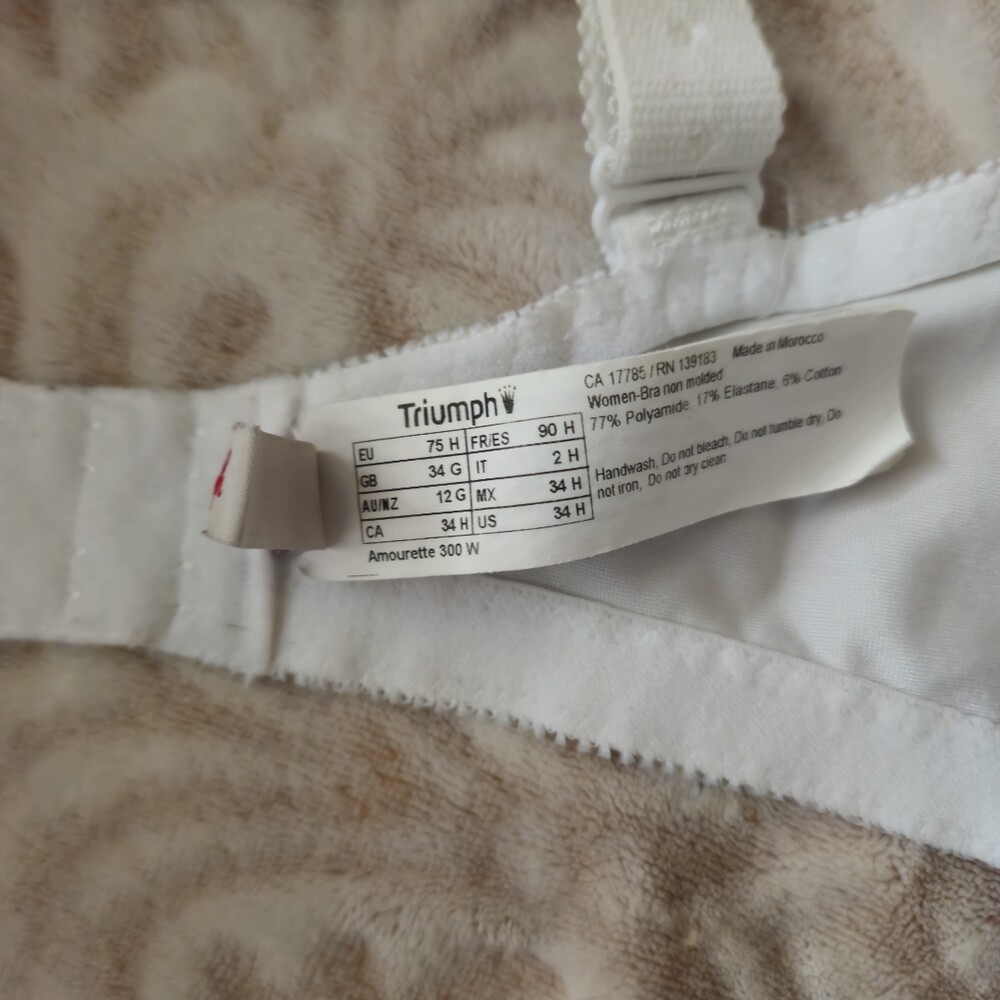 Triumph
EU 75 H FR/ES 90 H
GB 34 G IT 2 H
AU/NZ 12 G MX 34 H
CA 34 H US 34 H
Amourette 300 W
CA 17785 / RN 139183 Made in Morocco
Women-Bra non molded
77% Polyamide, 17% Elastane, 6% Cotton
Handwash, Do not bleach, Do not tumble dry, Do
not iron, Do not dry clean